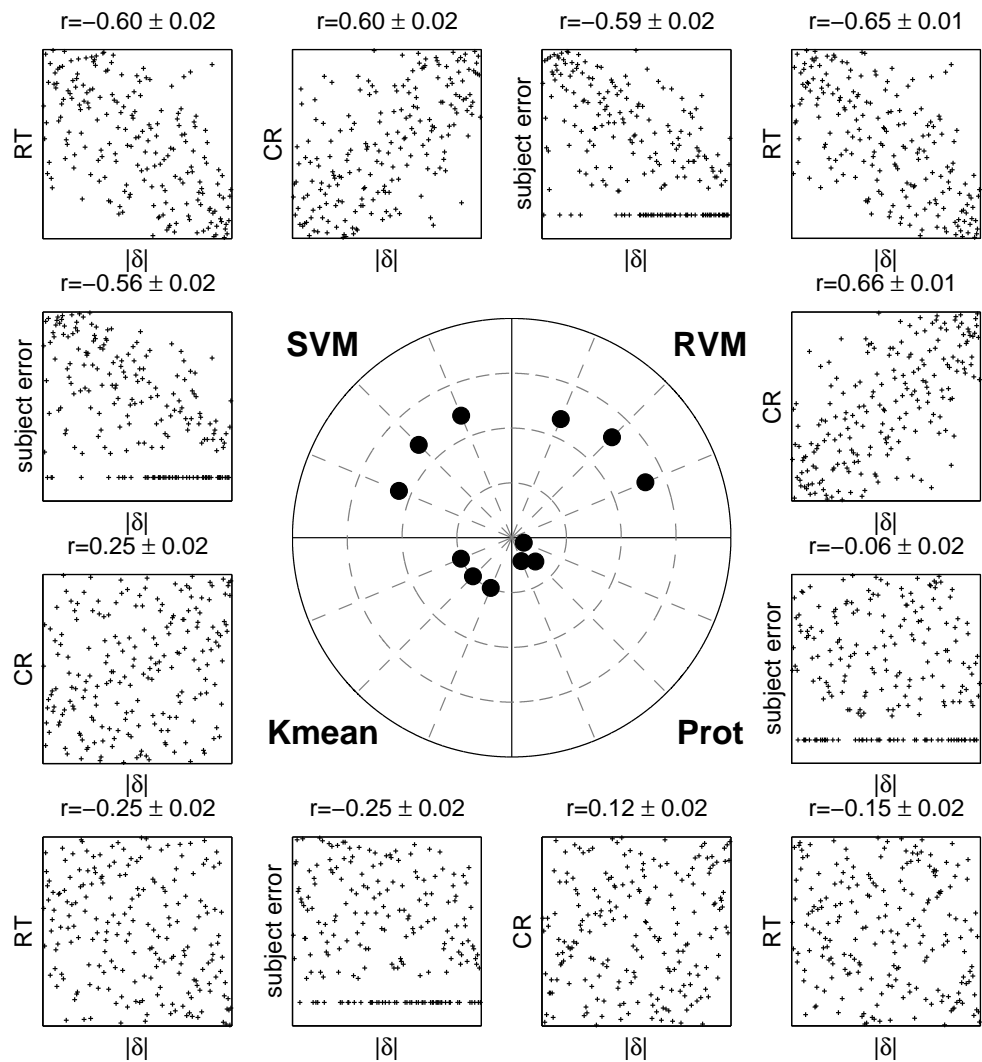 r=−0.60 ± 0.02
r=0.60 ± 0.02
r=−0.59 ± 0.02
r=−0.65 ± 0.01
RT
CR
subject error
RT
|δ|
|δ|
|δ|
|δ|
r=−0.56 ± 0.02
r=0.66 ± 0.01
SVM
RVM
subject error
CR
|δ|
|δ|
r=0.25 ± 0.02
r=−0.06 ± 0.02
CR
subject error
Kmean
Prot
|δ|
|δ|
r=−0.25 ± 0.02
r=−0.25 ± 0.02
r=0.12 ± 0.02
r=−0.15 ± 0.02
RT
subject error
CR
RT
|δ|
|δ|
|δ|
|δ|